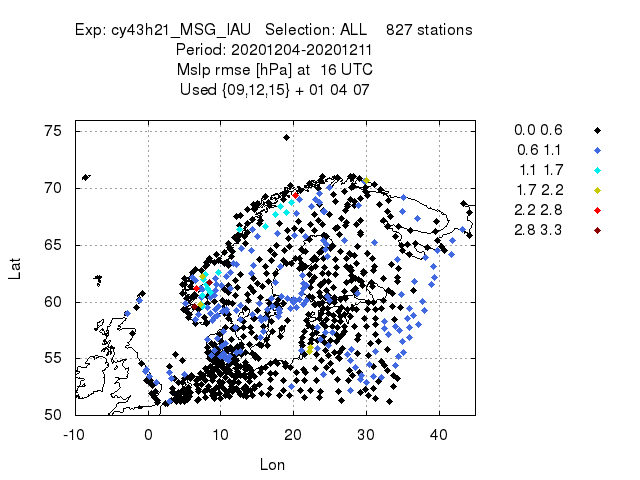 Exp: cy43h21_MSG_IAU   Selection: ALL    827 stations
Period: 20201204-20201211
Mslp rmse [hPa] at  16 UTC
Used {09,12,15} + 01 04 07
75
70
65
60
55
50
-10 0 10 20 30 40
Lat
Lon
0.0 0.6
0.6 1.1
1.1 1.7
1.7 2.2
2.2 2.8
2.8 3.3